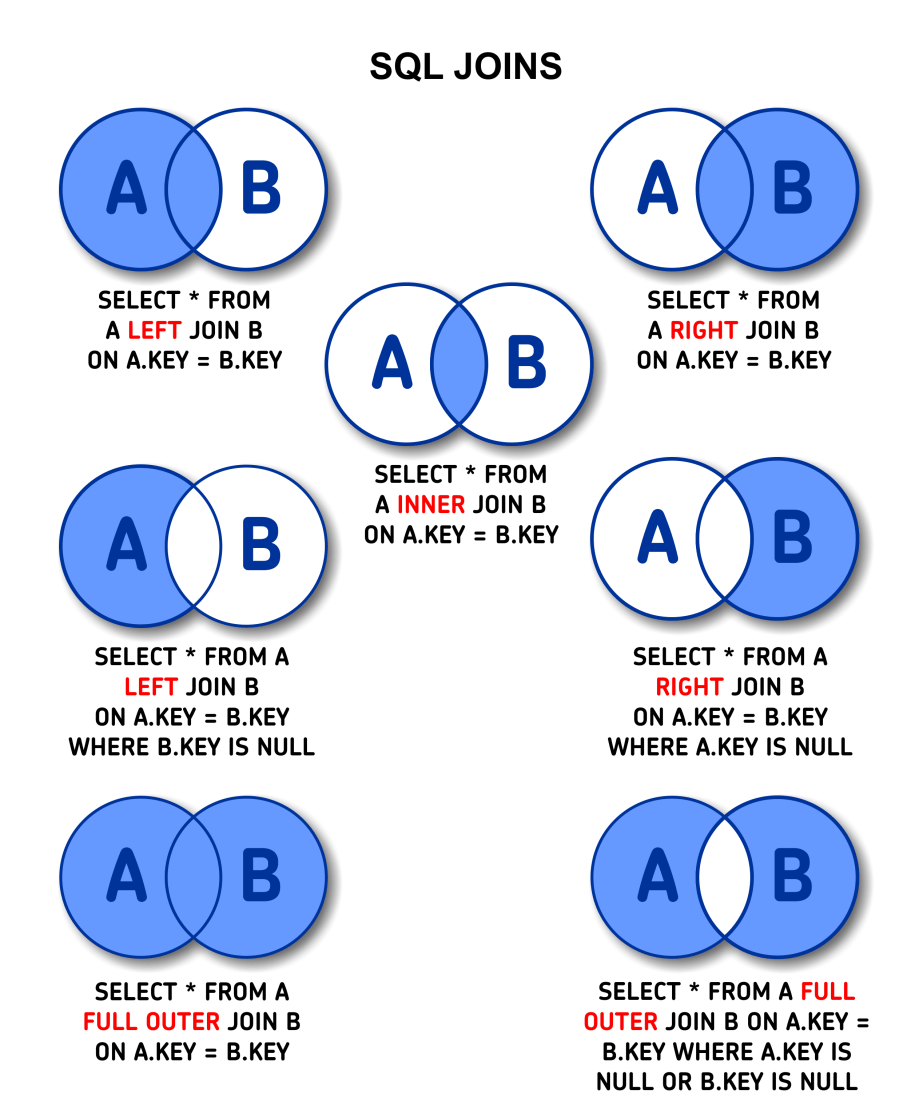 SQL JOINS
A B
SELECT * FROM
A LEFT JOIN B
ON A.KEY = B.KEY
A B
SELECT * FROM
A RIGHT JOIN B
ON A.KEY = B.KEY
A B
SELECT * FROM
A INNER JOIN B
ON A.KEY = B.KEY
A B
SELECT * FROM A
LEFT JOIN B
ON A.KEY = B.KEY
WHERE B.KEY IS NULL
A B
SELECT * FROM A
RIGHT JOIN B
ON A.KEY = B.KEY
WHERE A.KEY IS NULL
A B
SELECT * FROM A
FULL OUTER JOIN B
ON A.KEY = B.KEY
A B
SELECT * FROM A FULL
OUTER JOIN B ON A.KEY =
B.KEY WHERE A.KEY IS
NULL OR B.KEY IS NULL